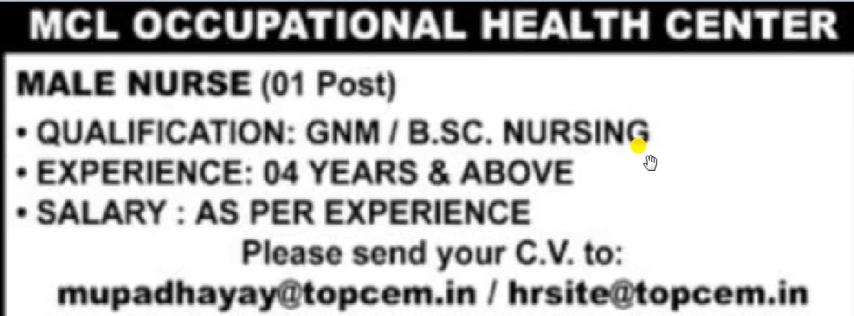 MCL OCCUPATIONAL HEALTH CENTER
MALE NURSE (01 Post)
• QUALIFICATION: GNM / B.SC. NURSING
• EXPERIENCE: 04 YEARS & ABOVE
• SALARY : AS PER EXPERIENCE
Please send your C.V. to:
mupadhayay@topcem.in / hrsite@topcem.in